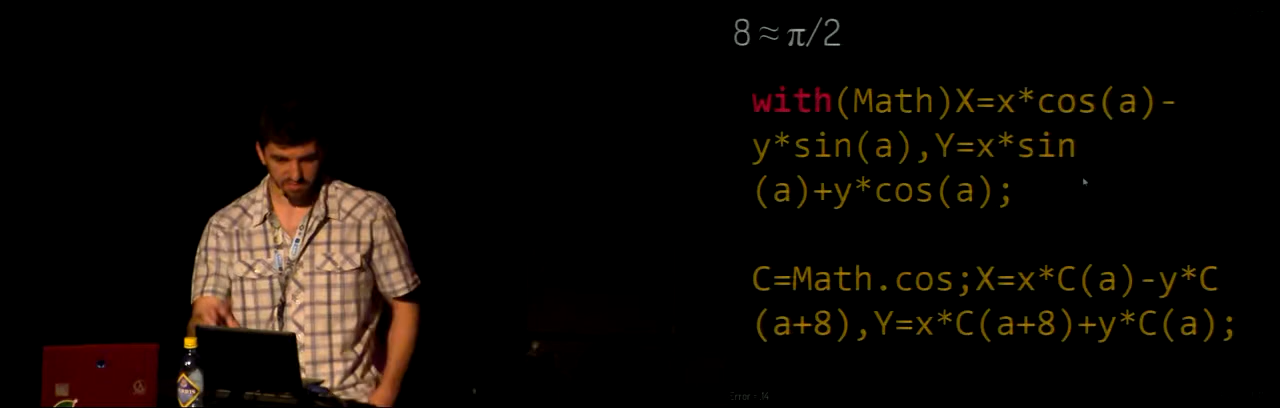 8≈π/2
with(Math)X=x*cos(a)-
y*sin(a),Y=x*sin
(a)+y*cos(a);
C=Math.cos;X=x*C(a)-y*C
(a+8),Y=x*C(a+8)+y*C(a);